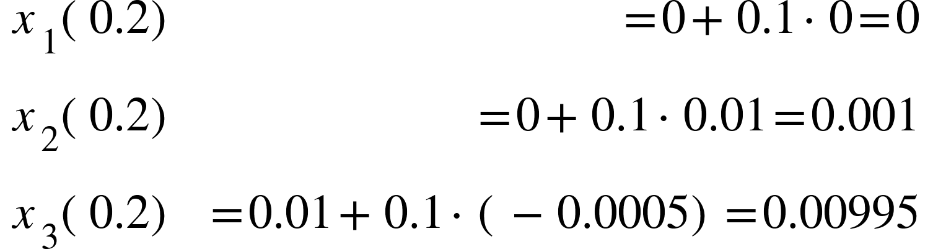 x₁( 0.2) =0+ 0.1· 0=0
x₂( 0.2) =0+ 0.1· 0.01=0.001
x₃( 0.2) =0.01+ 0.1· ( − 0.0005) =0.00995